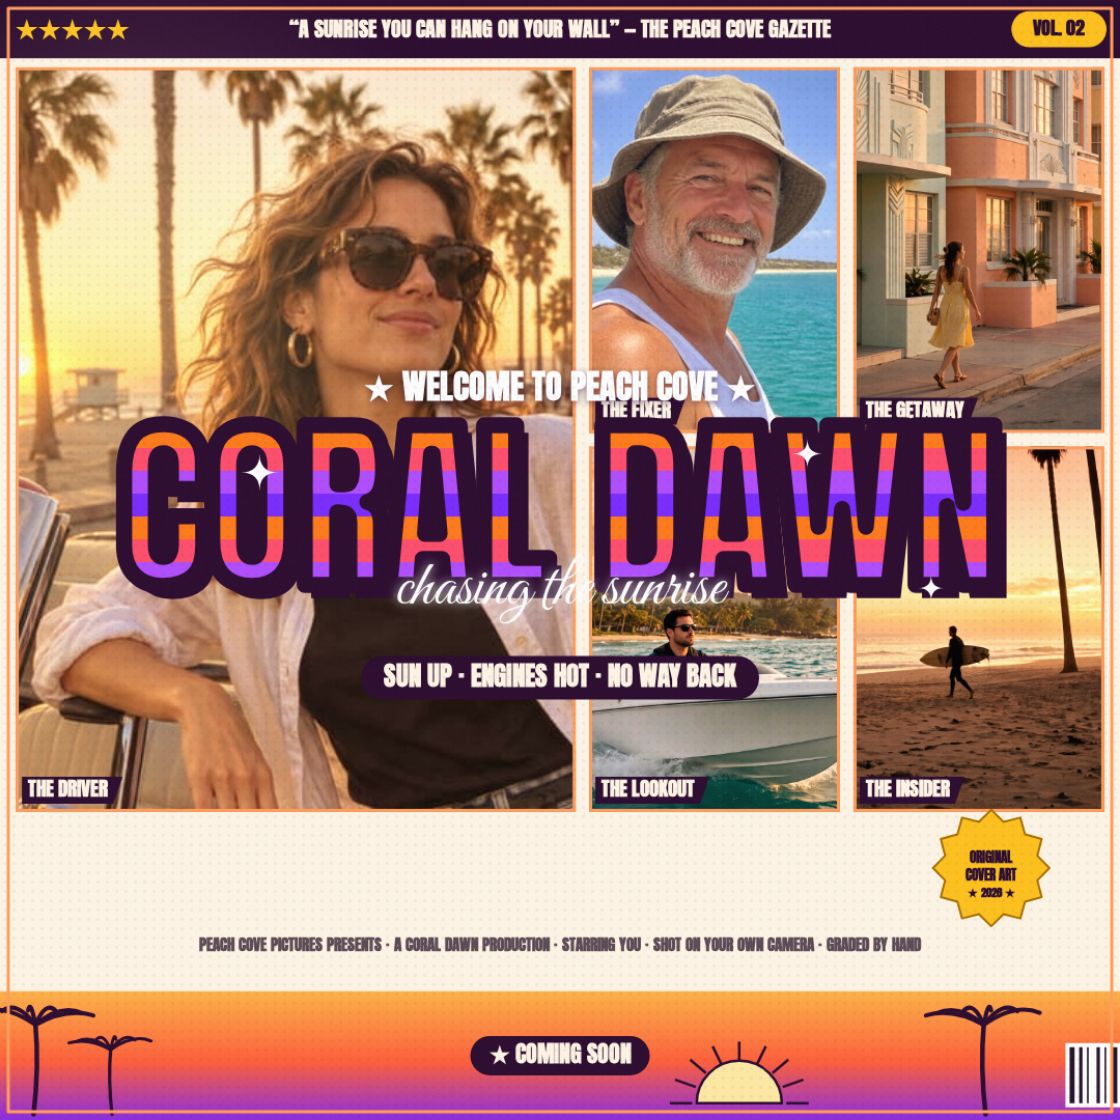 “A SUNRISE YOU CAN HANG ON YOUR WALL” – THE PEACH COVE GAZETTE
VOL. 02
★ WELCOME TO PEACH COVE ★
THE FIXER
THE GETAWAY
CORAL DAWN
chasing the sunrise
SUN UP · ENGINES HOT · NO WAY BACK
THE DRIVER
THE LOOKOUT
THE INSIDER
ORIGINAL
COVER ART
★ 2026 ★
PEACH COVE PICTURES PRESENTS · A CORAL DAWN PRODUCTION · STARRING YOU · SHOT ON YOUR OWN CAMERA · GRADED BY HAND
★ COMING SOON